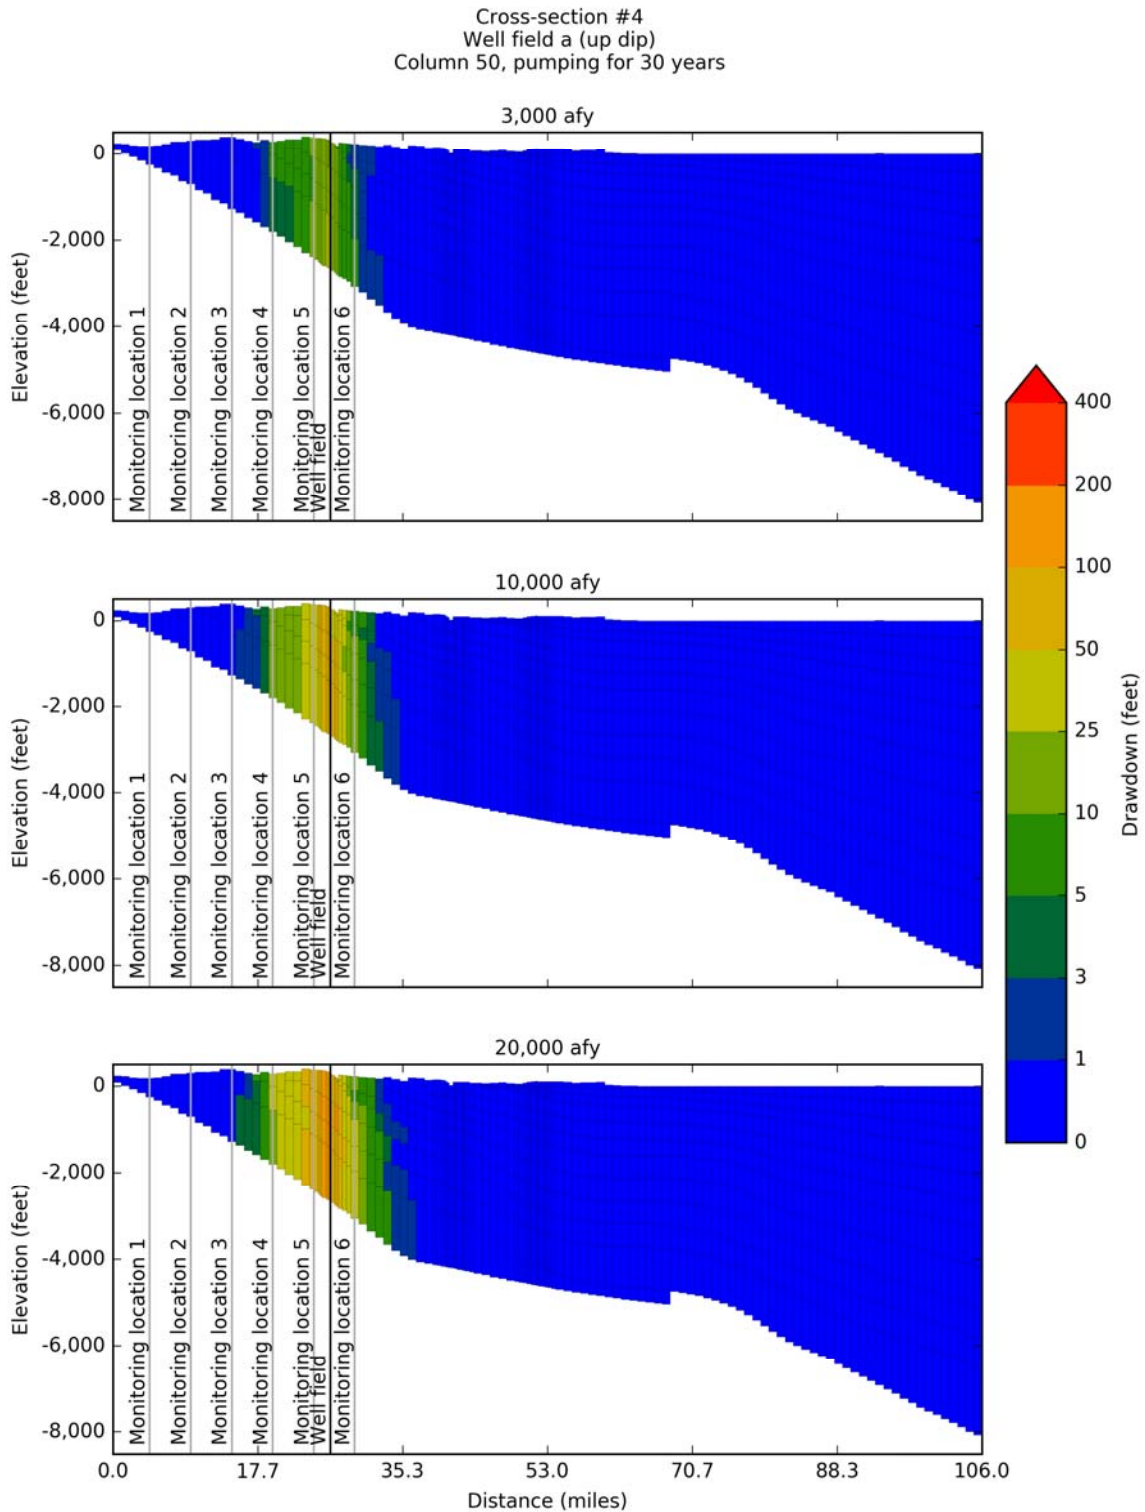 Cross-section #4
Well field a (up dip)
Column 50, pumping for 30 years
3,000 afy
0
-2,000
-4,000
-6,000
-8,000
Elevation (feet)
Monitoring location 1
Monitoring location 2
Monitoring location 3
Monitoring location 4
Monitoring location 5
Well field
Monitoring location 6
10,000 afy
0
-2,000
-4,000
-6,000
-8,000
Elevation (feet)
Monitoring location 1
Monitoring location 2
Monitoring location 3
Monitoring location 4
Monitoring location 5
Well field
Monitoring location 6
20,000 afy
0
-2,000
-4,000
-6,000
-8,000
Elevation (feet)
Monitoring location 1
Monitoring location 2
Monitoring location 3
Monitoring location 4
Monitoring location 5
Well field
Monitoring location 6
0.0 17.7 35.3 53.0 70.7 88.3 106.0
Distance (miles)
400
200
100
50
25
10
5
3
1
0
Drawdown (feet)